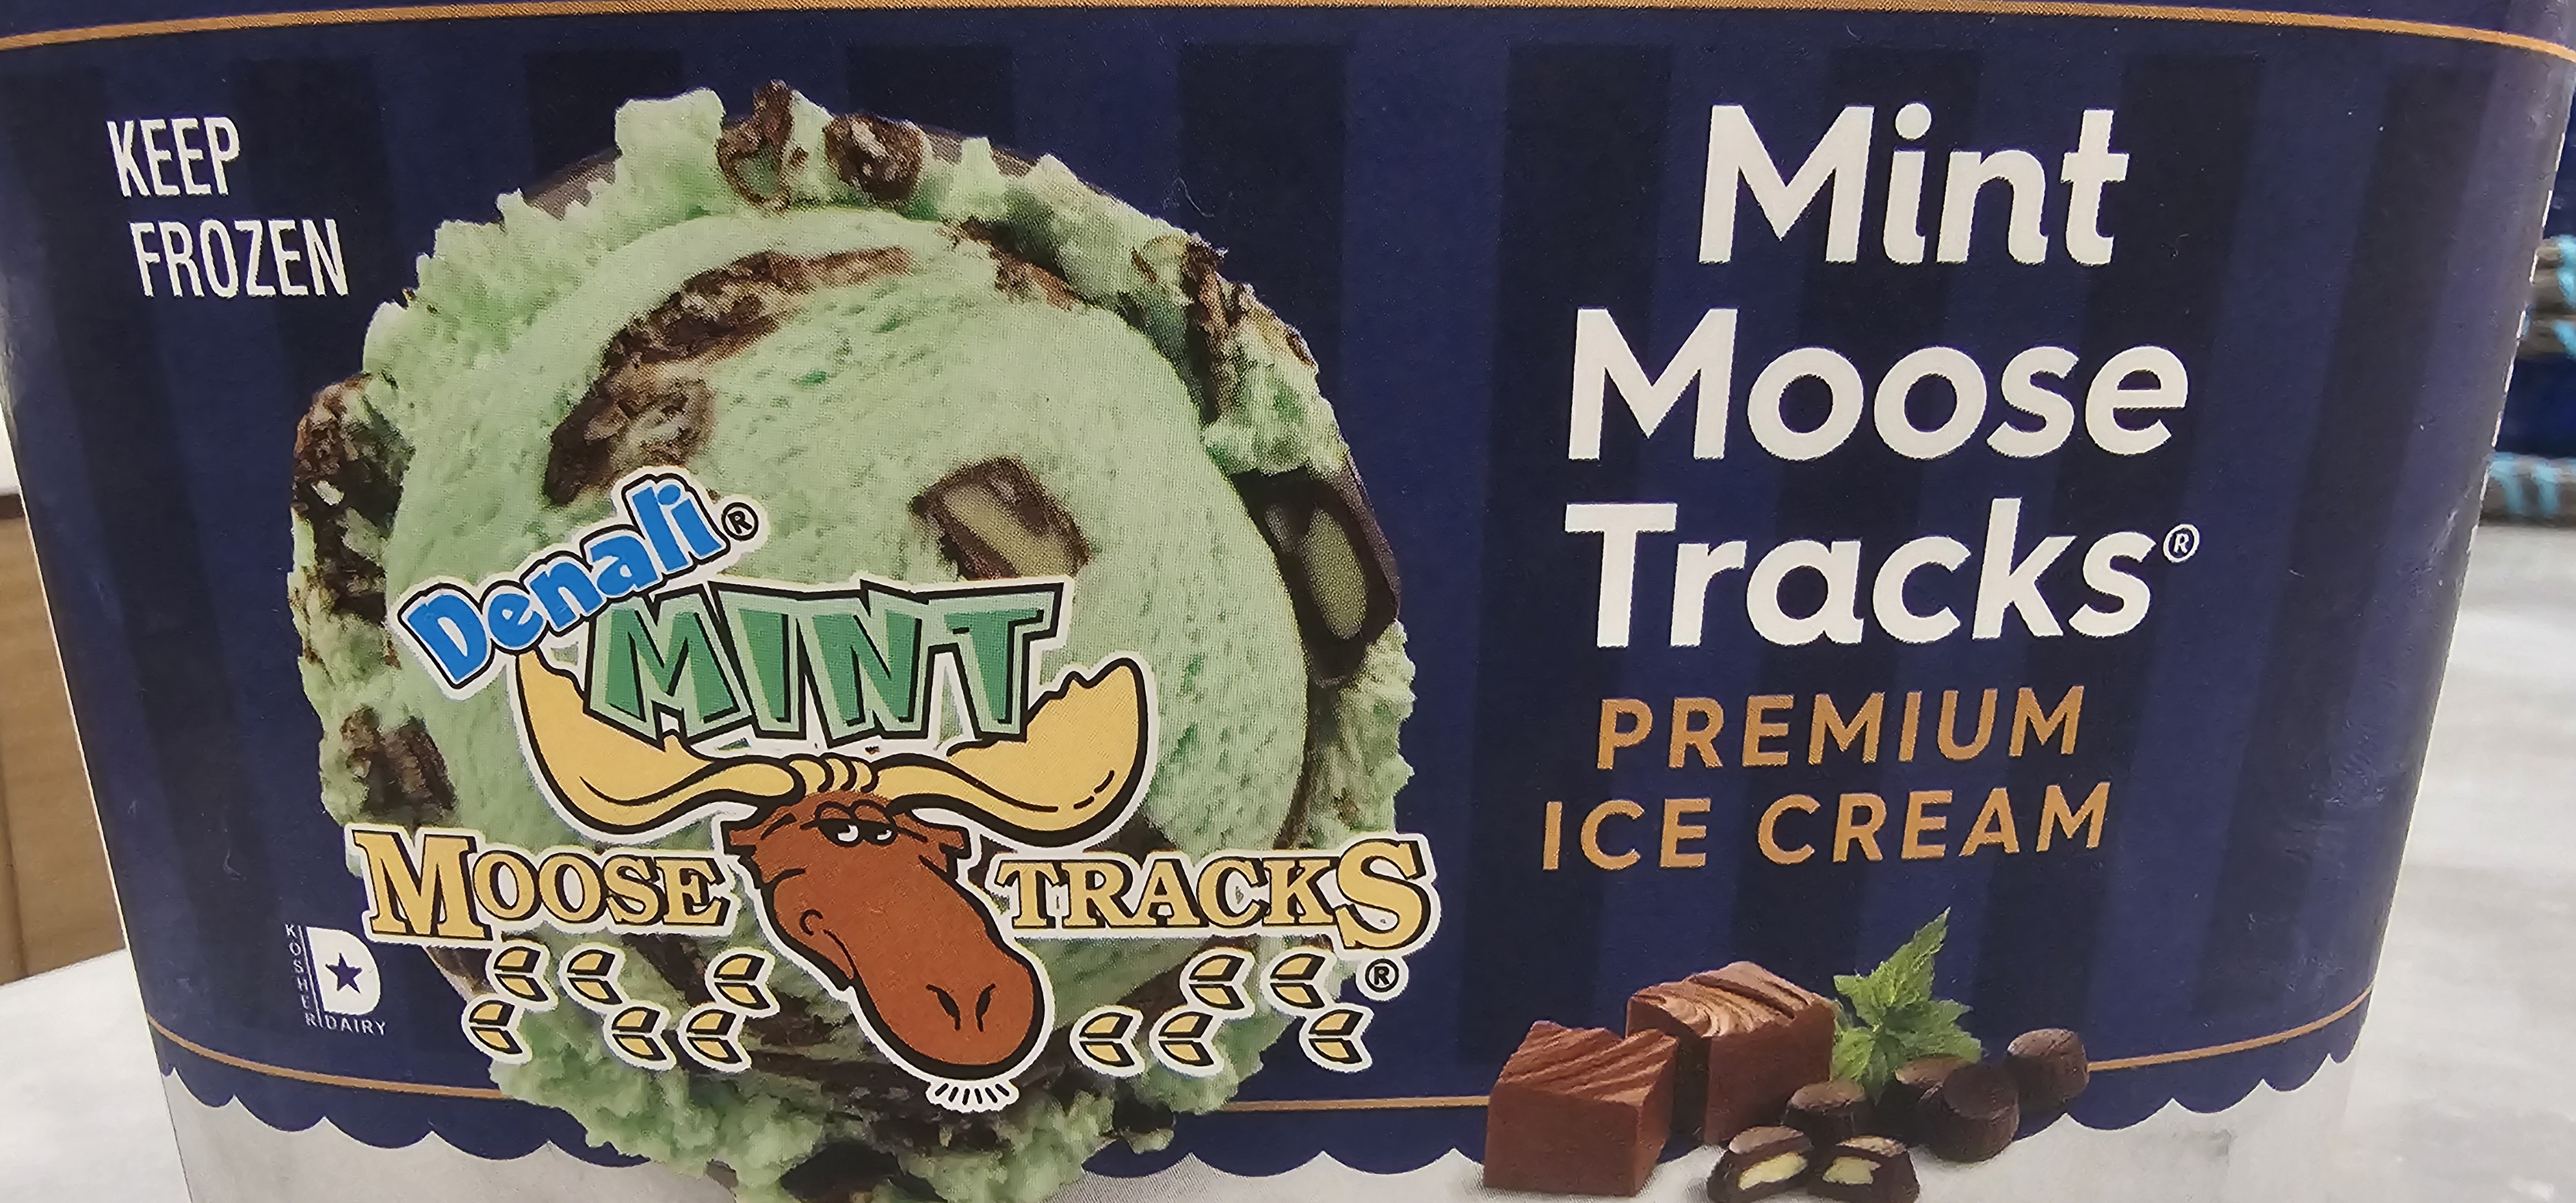 KEEP
FROZEN
Denali®
MINT
MOOSE TRACKS®
KOSHER
D
DAIRY
Mint
Moose
Tracks®
PREMIUM
ICE CREAM